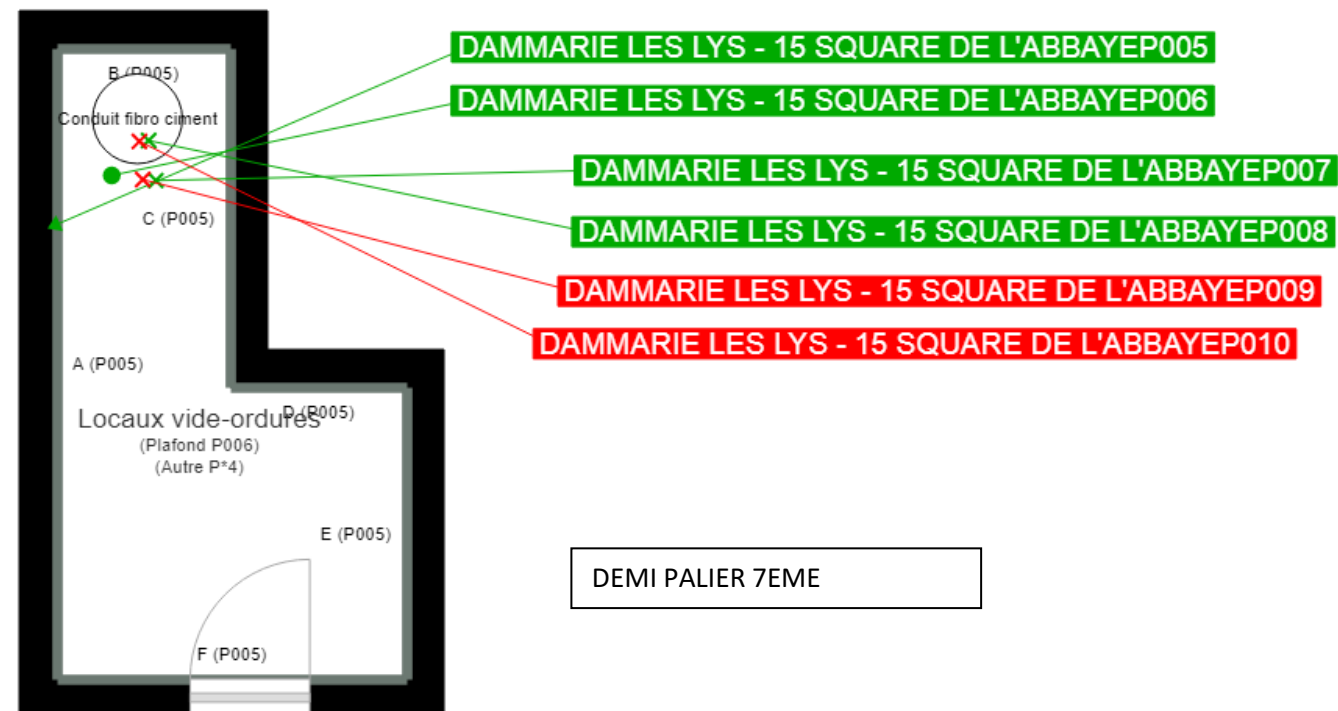 DAMMARIE LES LYS - 15 SQUARE DE L'ABBAYEP005
B (P005)
DAMMARIE LES LYS - 15 SQUARE DE L'ABBAYEP006
Conduit fibro ciment
DAMMARIE LES LYS - 15 SQUARE DE L'ABBAYEP007
C (P005)
DAMMARIE LES LYS - 15 SQUARE DE L'ABBAYEP008
DAMMARIE LES LYS - 15 SQUARE DE L'ABBAYEP009
DAMMARIE LES LYS - 15 SQUARE DE L'ABBAYEP010
A (P005)
D (P005)
Locaux vide-ordures
(Plafond P006)
(Autre P*4)
E (P005)
DEMI PALIER 7EME
F (P005)